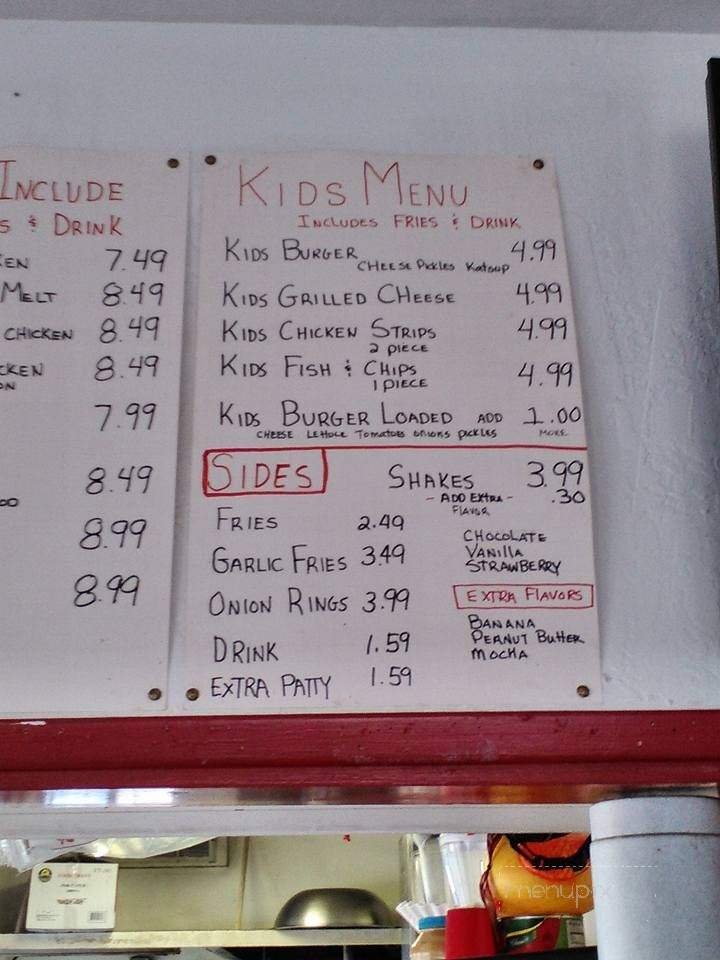 INCLUDE
S & DRINK
KEN 7.49
MELT 8.49
CHICKEN 8.49
CKEN 8.49
ON
7.99
8.49
8.99
8.99
KIDS MENU
INCLUDES FRIES & DRINK
KIDS BURGER 4.99
CHEESE Pickles Katsup
KIDS GRILLED CHEESE 4.99
KIDS CHICKEN STRIPS 4.99
2 PIECE
KIDS FISH & CHIPS 4.99
1 PIECE
KIDS BURGER LOADED ADD 1.00
CHEESE LETTUCE Tomatoes onions pickles MORE
SIDES
FRIES 2.49
GARLIC FRIES 3.49
ONION RINGS 3.99
DRINK 1.59
EXTRA PATTY 1.59
SHAKES 3.99
- ADD EXTRA - .30
FLAVOR
CHOCOLATE
VANILLA
STRAWBERRY
EXTRA FLAVORS
BANANA
PEANUT BUTTER
MOCHA
menupix